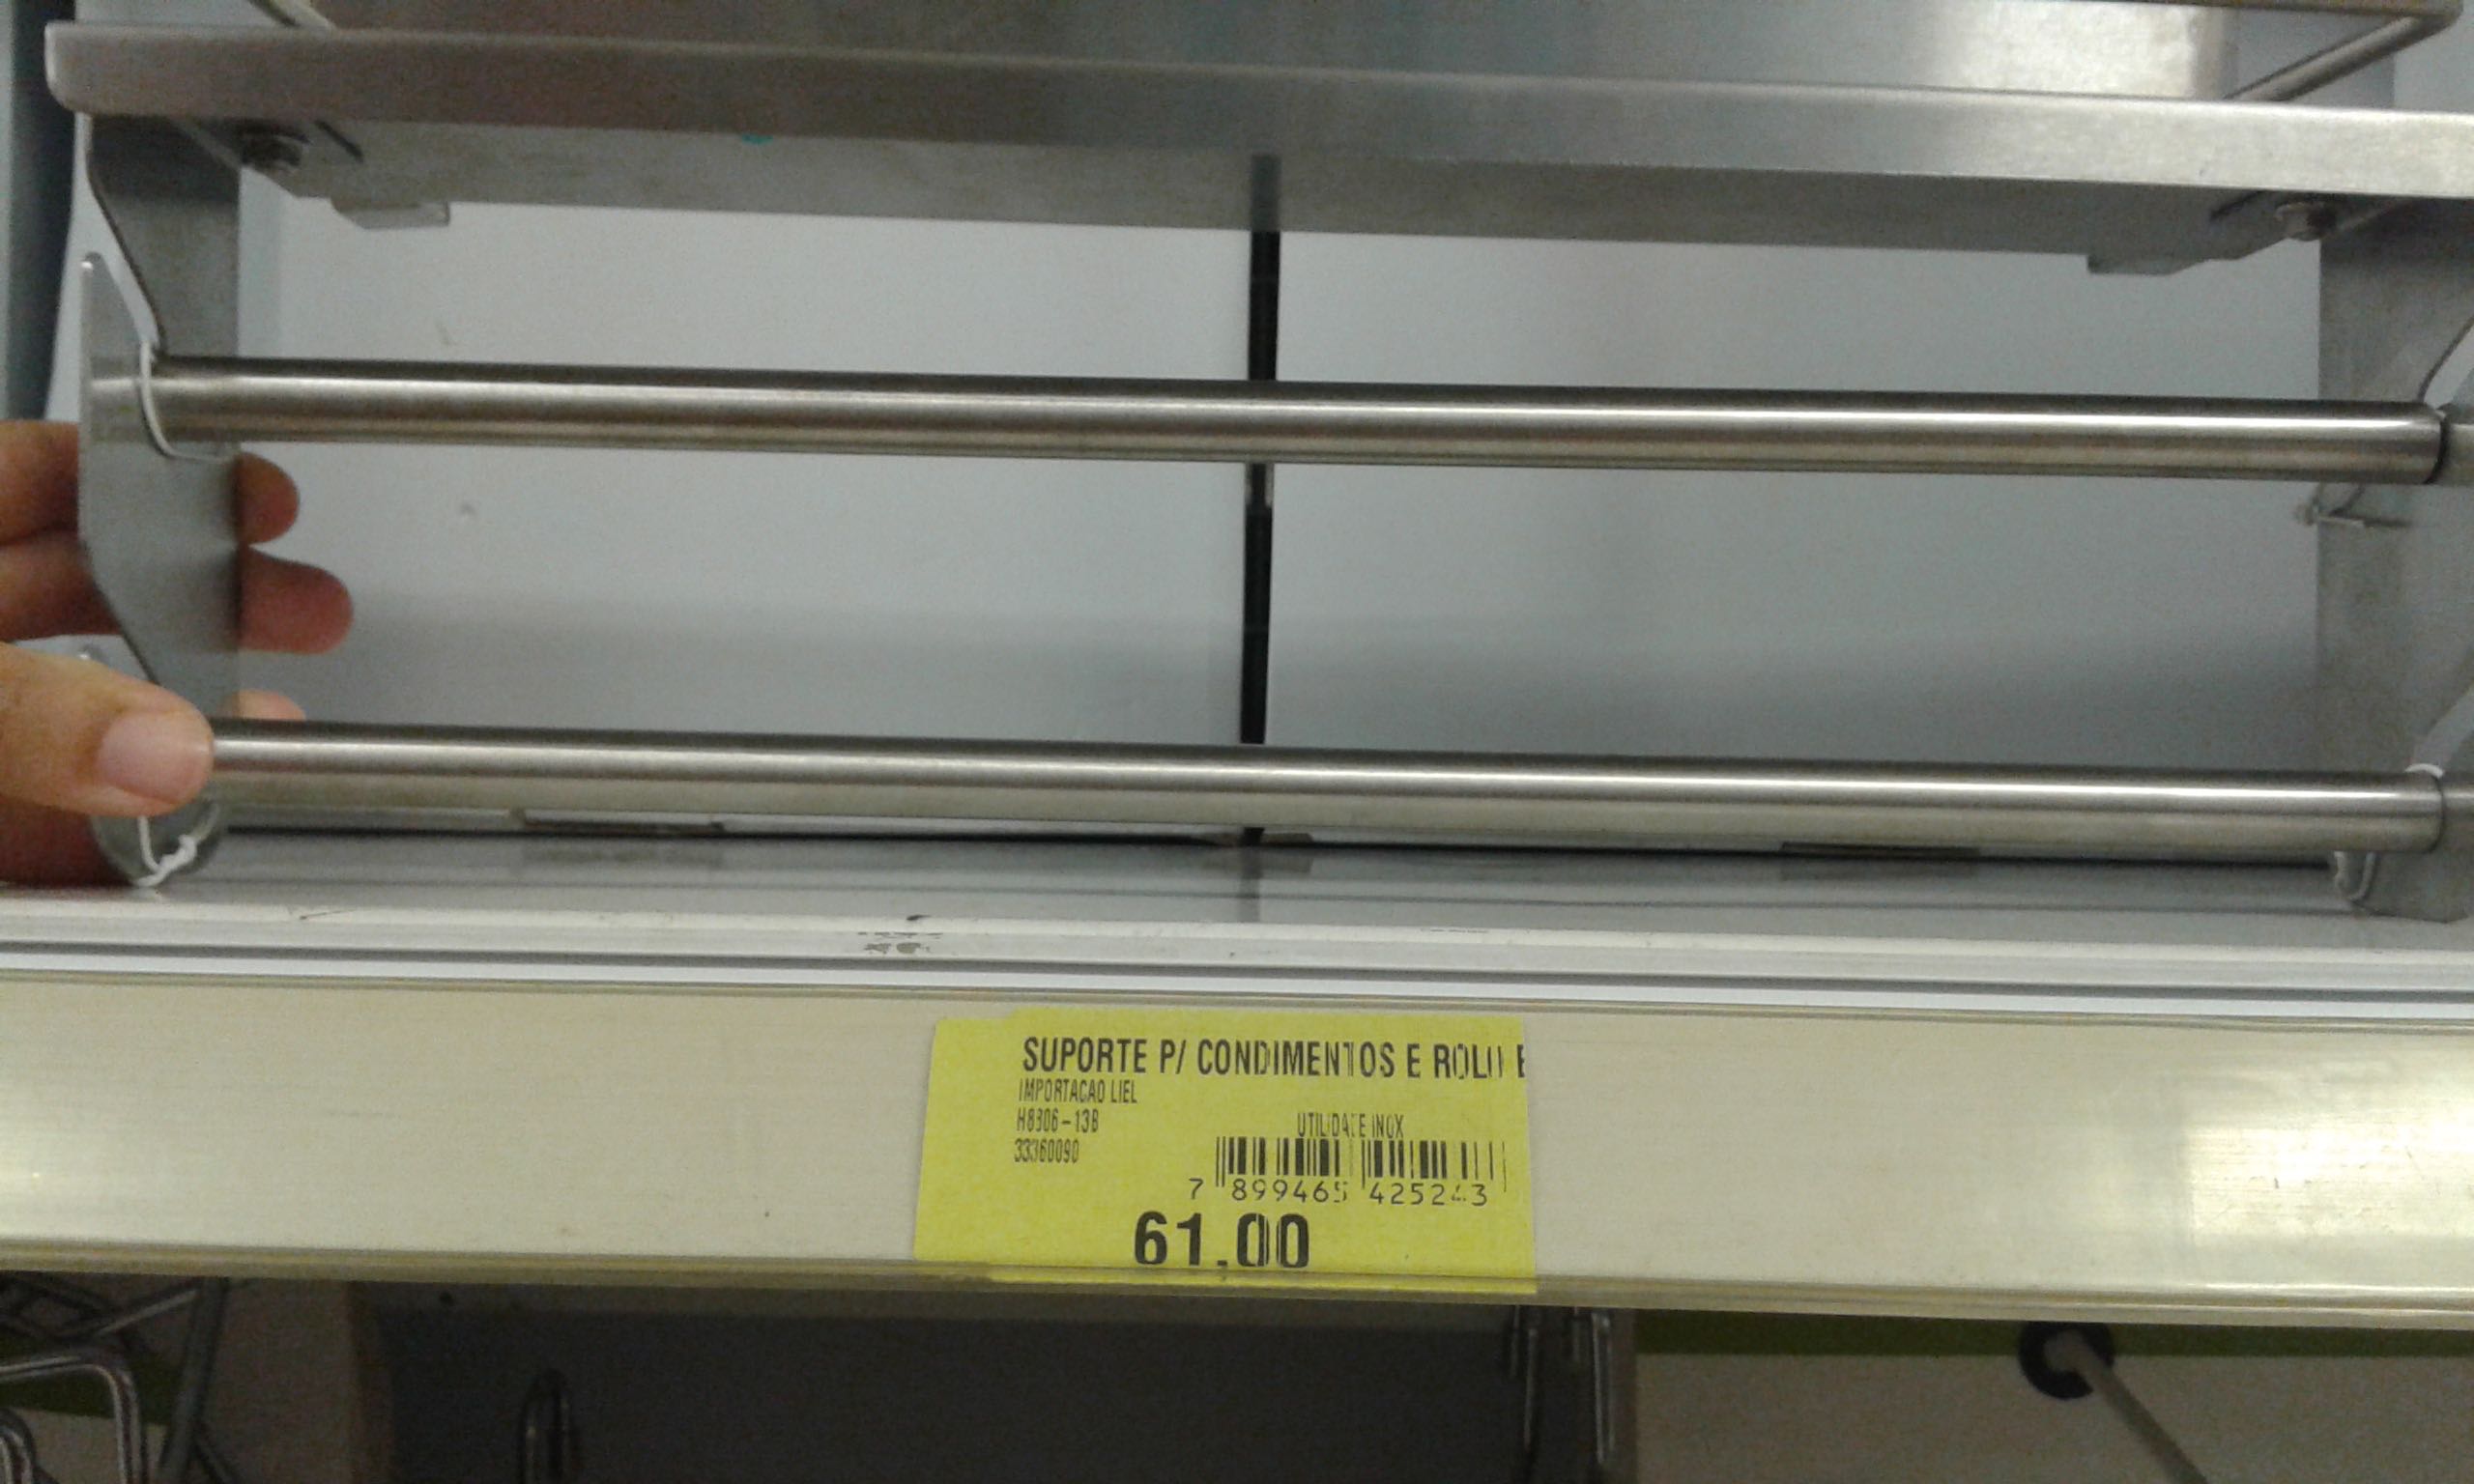 SUPORTE P/ CONDIMENTOS E ROLO E
IMPORTACAO LIEL
H8306-13B
UTILIDADE INOX
33360090
7 899465 425243
61.00